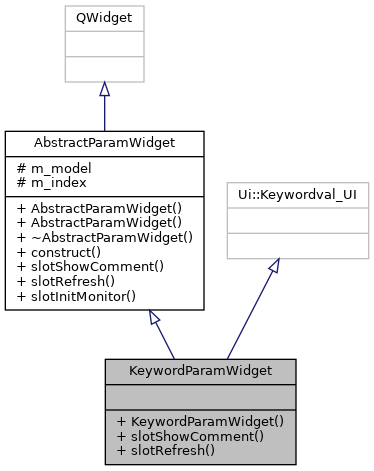 QWidget
AbstractParamWidget
# m_model
# m_index
+ AbstractParamWidget()
+ AbstractParamWidget()
+ ~AbstractParamWidget()
+ construct()
+ slotShowComment()
+ slotRefresh()
+ slotInitMonitor()
Ui::Keywordval_UI
KeywordParamWidget
+ KeywordParamWidget()
+ slotShowComment()
+ slotRefresh()